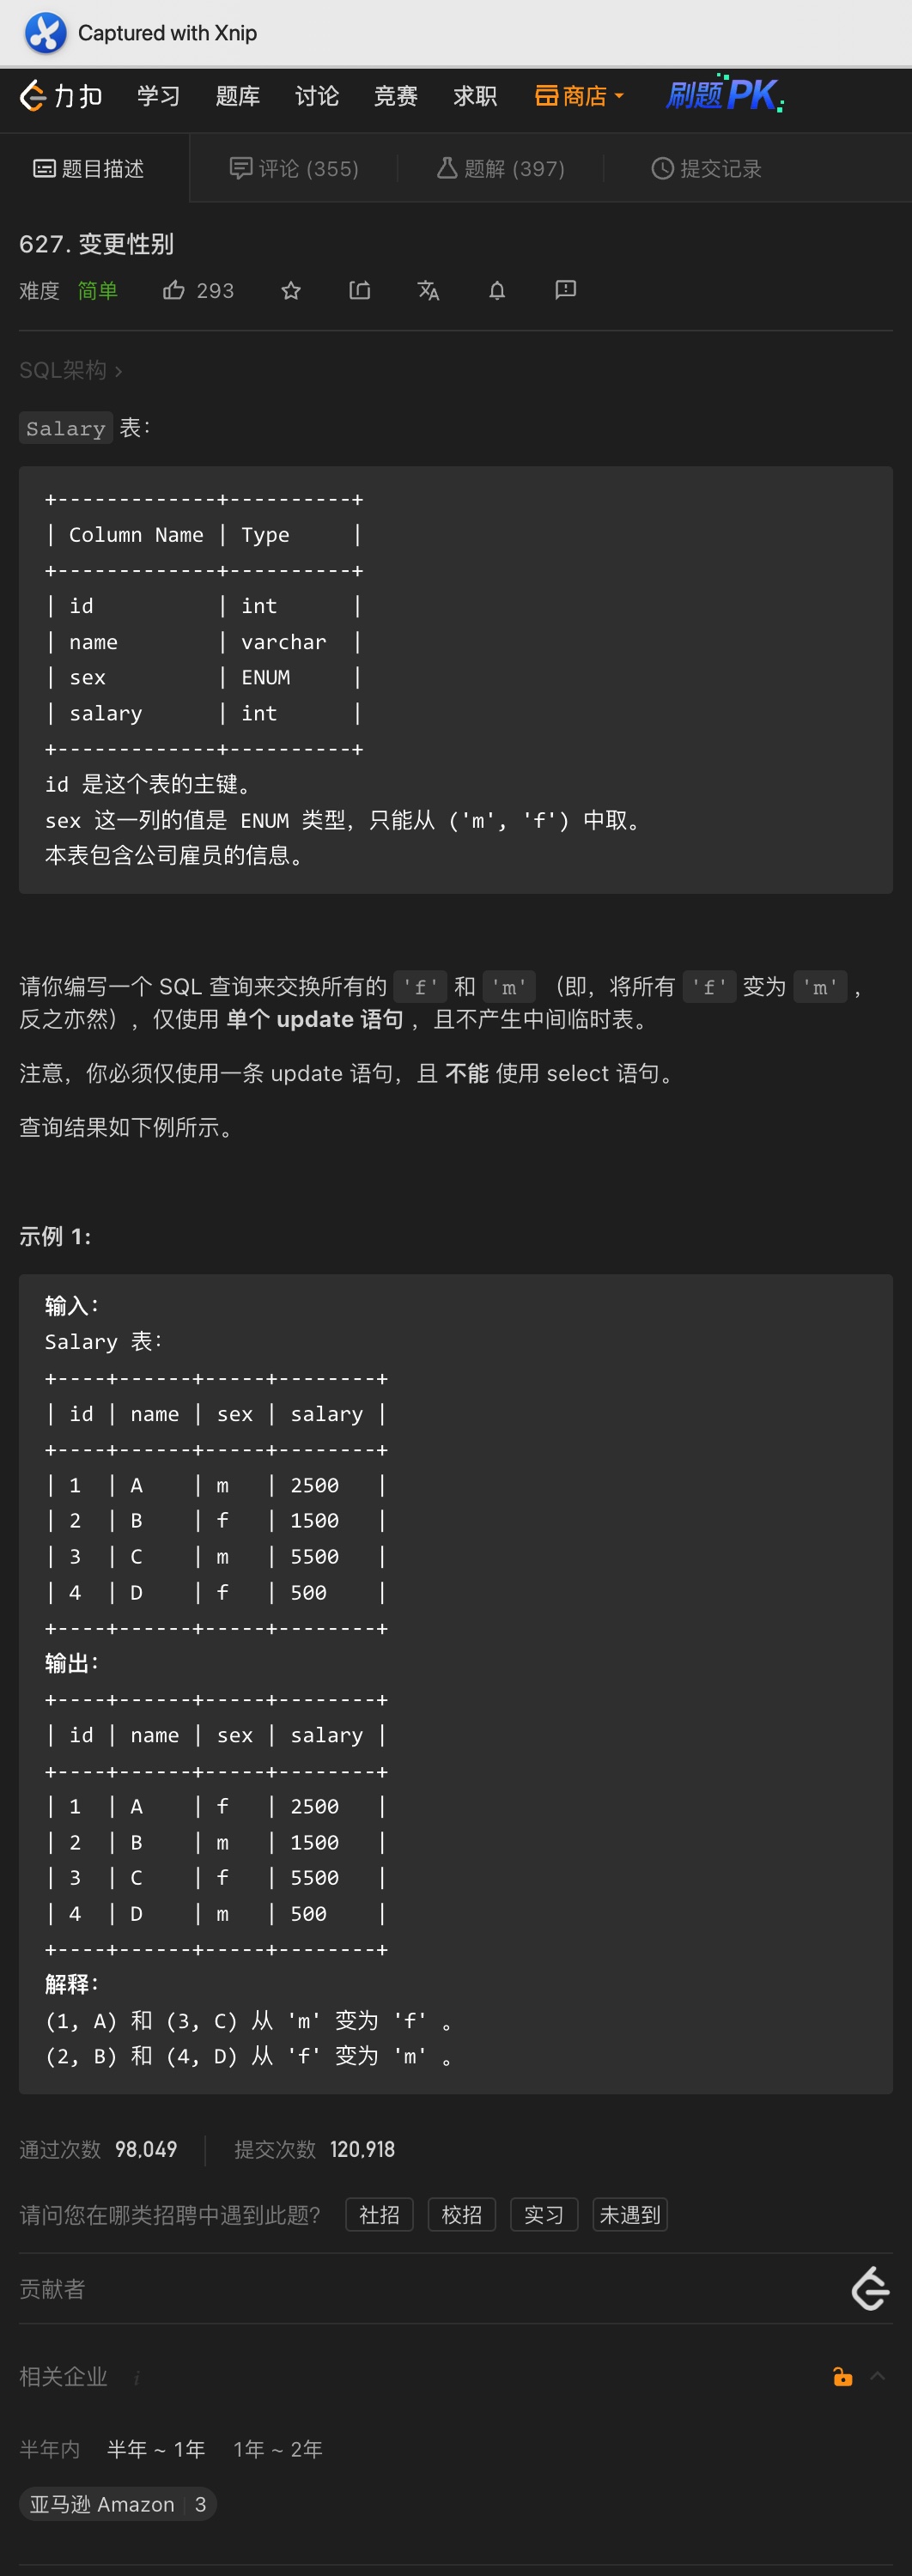 Captured with Xnip
力扣 学习 题库 讨论 竞赛 求职 商店 刷题PK
题目描述 评论 (355) 题解 (397) 提交记录
627. 变更性别
难度 简单 293
SQL架构 ›
Salary 表：
+-------------+----------+
| Column Name | Type     |
+-------------+----------+
| id          | int      |
| name        | varchar  |
| sex         | ENUM     |
| salary      | int      |
+-------------+----------+
id 是这个表的主键。
sex 这一列的值是 ENUM 类型，只能从 ('m', 'f') 中取。
本表包含公司雇员的信息。
请你编写一个 SQL 查询来交换所有的 'f' 和 'm' （即，将所有 'f' 变为 'm' ，
反之亦然），仅使用 单个 update 语句 ，且不产生中间临时表。
注意，你必须仅使用一条 update 语句，且 不能 使用 select 语句。
查询结果如下例所示。
示例 1:
输入：
Salary 表：
+----+------+-----+--------+
| id | name | sex | salary |
+----+------+-----+--------+
| 1  | A    | m   | 2500   |
| 2  | B    | f   | 1500   |
| 3  | C    | m   | 5500   |
| 4  | D    | f   | 500    |
+----+------+-----+--------+
输出：
+----+------+-----+--------+
| id | name | sex | salary |
+----+------+-----+--------+
| 1  | A    | f   | 2500   |
| 2  | B    | m   | 1500   |
| 3  | C    | f   | 5500   |
| 4  | D    | m   | 500    |
+----+------+-----+--------+
解释：
(1, A) 和 (3, C) 从 'm' 变为 'f' 。
(2, B) 和 (4, D) 从 'f' 变为 'm' 。
通过次数 98,049 提交次数 120,918
请问您在哪类招聘中遇到此题? 社招 校招 实习 未遇到
贡献者
相关企业 i
半年内 半年 ~ 1年 1年 ~ 2年
亚马逊 Amazon | 3